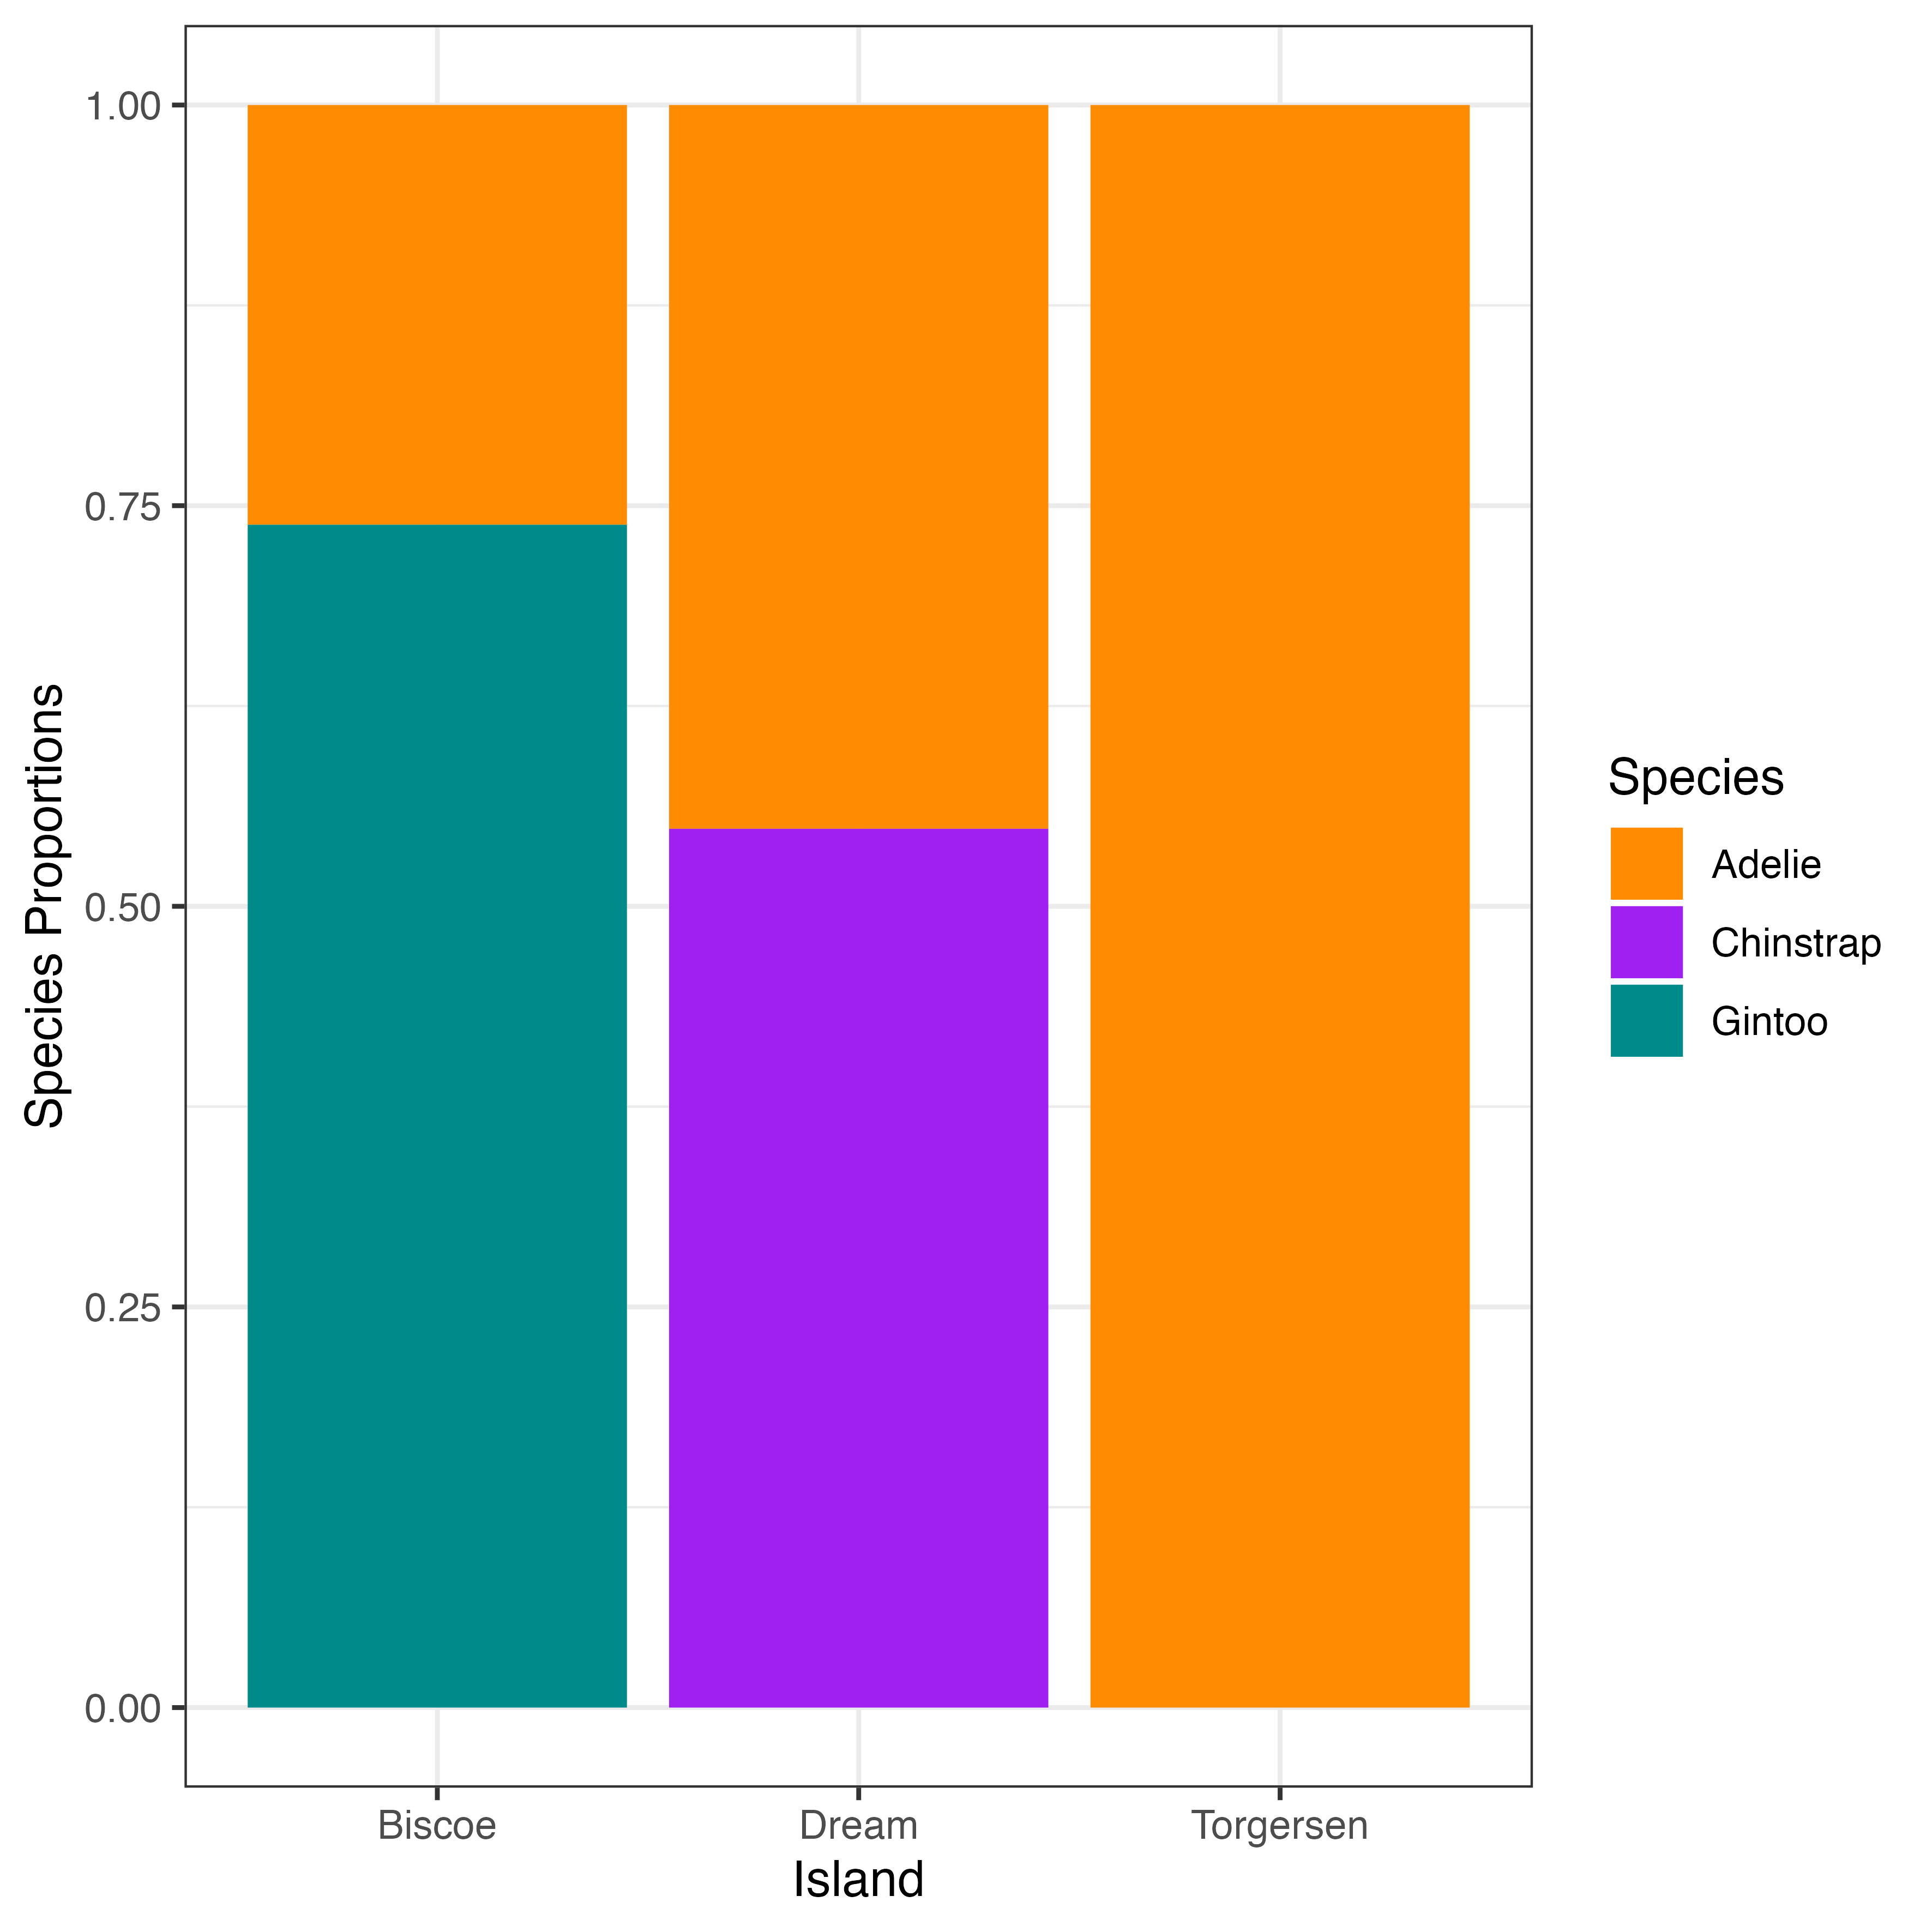 Species Proportions
1.00
0.75
0.50
0.25
0.00
Biscoe
Dream
Torgersen
Island
Species
Adelie
Chinstrap
Gintoo